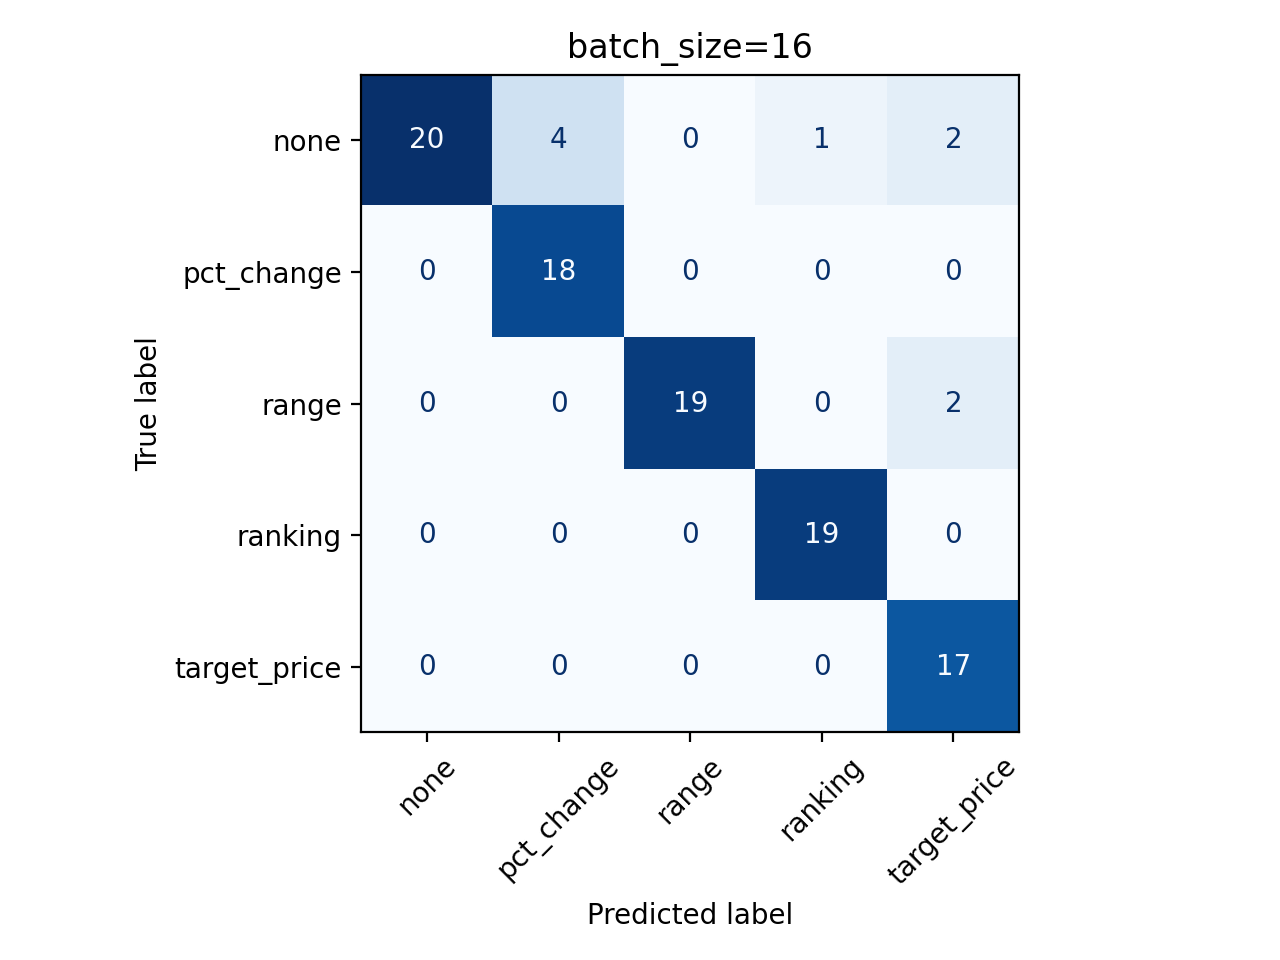 batch_size=16
none 20 4 0 1 2
pct_change 0 18 0 0 0
range 0 0 19 0 2
ranking 0 0 0 19 0
target_price 0 0 0 0 17
True label
none pct_change range ranking target_price
Predicted label